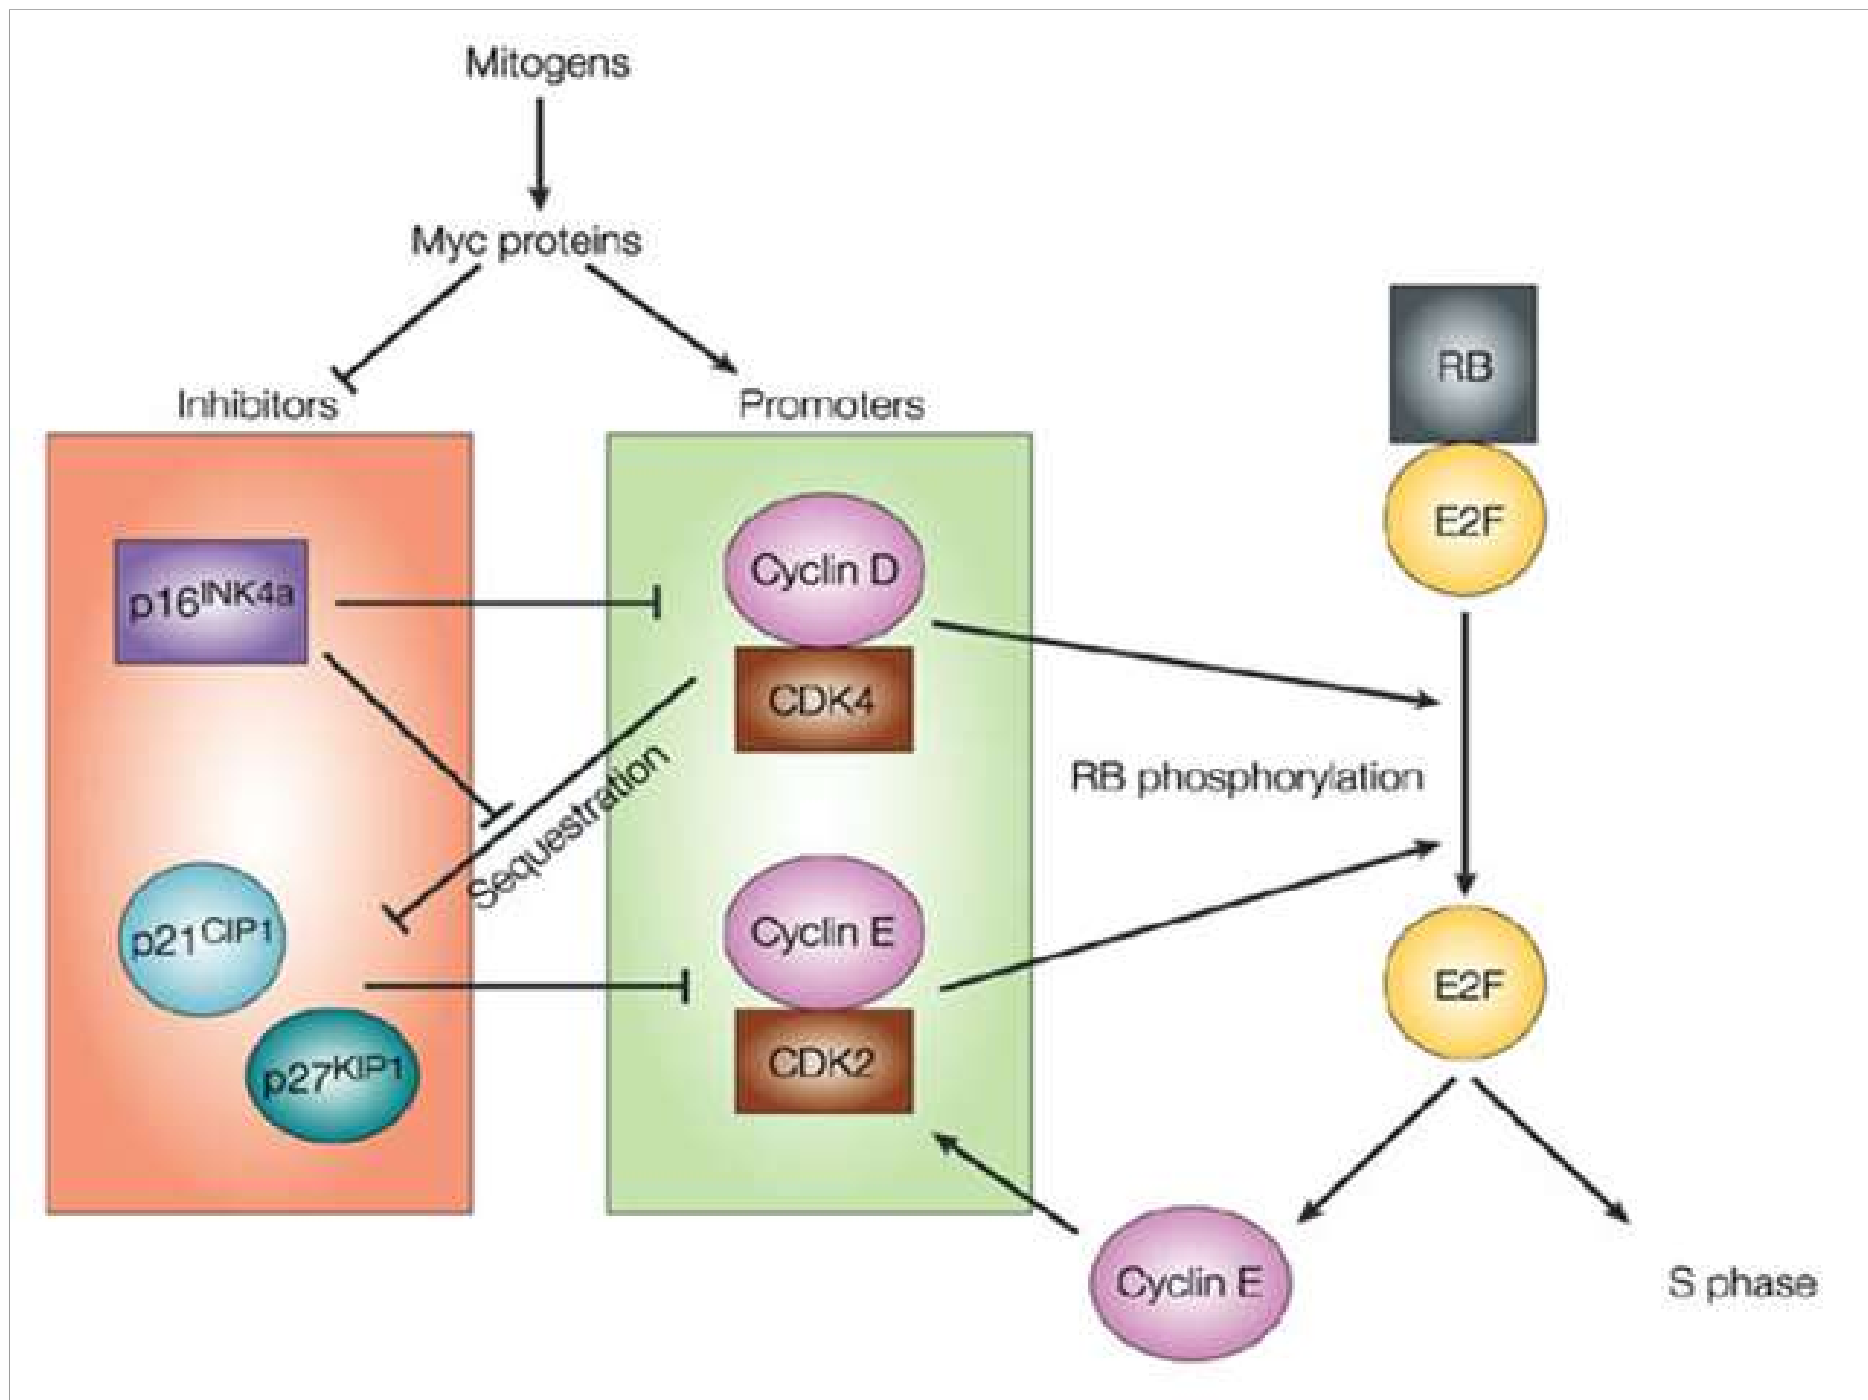 Mitogens
Myc proteins
Inhibitors
Promoters
RB
E2F
p16INK4a
Cyclin D
CDK4
Sequestration
RB phosphorylation
p21CIP1
p27KIP1
Cyclin E
CDK2
E2F
Cyclin E
S phase